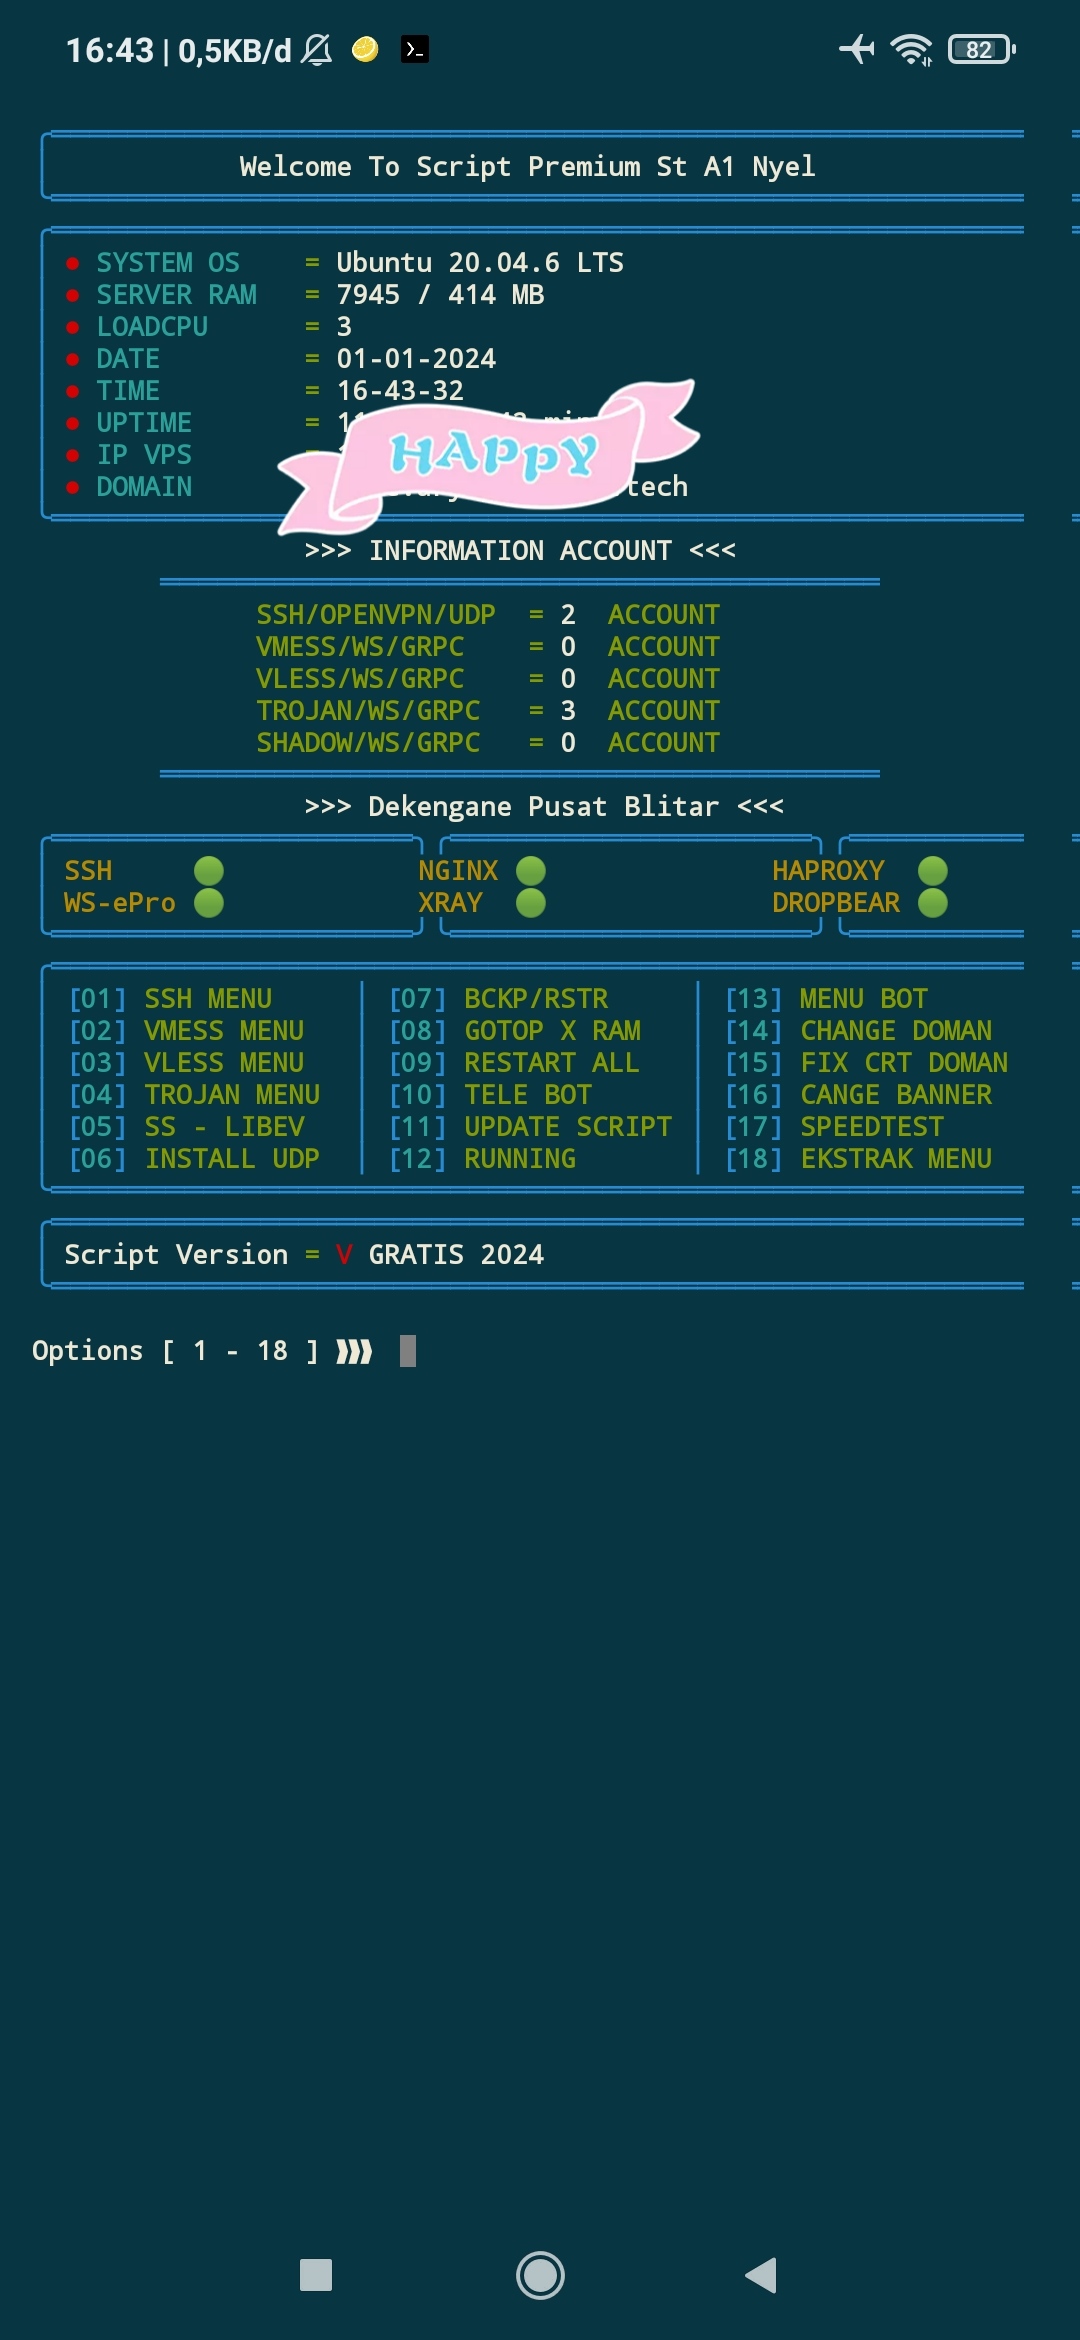 16:43 | 0,5KB/d
82
Welcome To Script Premium St A1 Nyel
● SYSTEM OS = Ubuntu 20.04.6 LTS
● SERVER RAM = 7945 / 414 MB
● LOADCPU = 3
● DATE = 01-01-2024
● TIME = 16-43-32
● UPTIME =
● IP VPS =
● DOMAIN
HAPPY
>>> INFORMATION ACCOUNT <<<
SSH/OPENVPN/UDP = 2 ACCOUNT
VMESS/WS/GRPC = 0 ACCOUNT
VLESS/WS/GRPC = 0 ACCOUNT
TROJAN/WS/GRPC = 3 ACCOUNT
SHADOW/WS/GRPC = 0 ACCOUNT
>>> Dekengane Pusat Blitar <<<
SSH NGINX HAPROXY
WS-ePro XRAY DROPBEAR
[01] SSH MENU | [07] BCKP/RSTR | [13] MENU BOT
[02] VMESS MENU | [08] GOTOP X RAM | [14] CHANGE DOMAN
[03] VLESS MENU | [09] RESTART ALL | [15] FIX CRT DOMAN
[04] TROJAN MENU | [10] TELE BOT | [16] CANGE BANNER
[05] SS - LIBEV | [11] UPDATE SCRIPT | [17] SPEEDTEST
[06] INSTALL UDP | [12] RUNNING | [18] EKSTRAK MENU
Script Version = V GRATIS 2024
Options [ 1 - 18 ] ❱❱❱